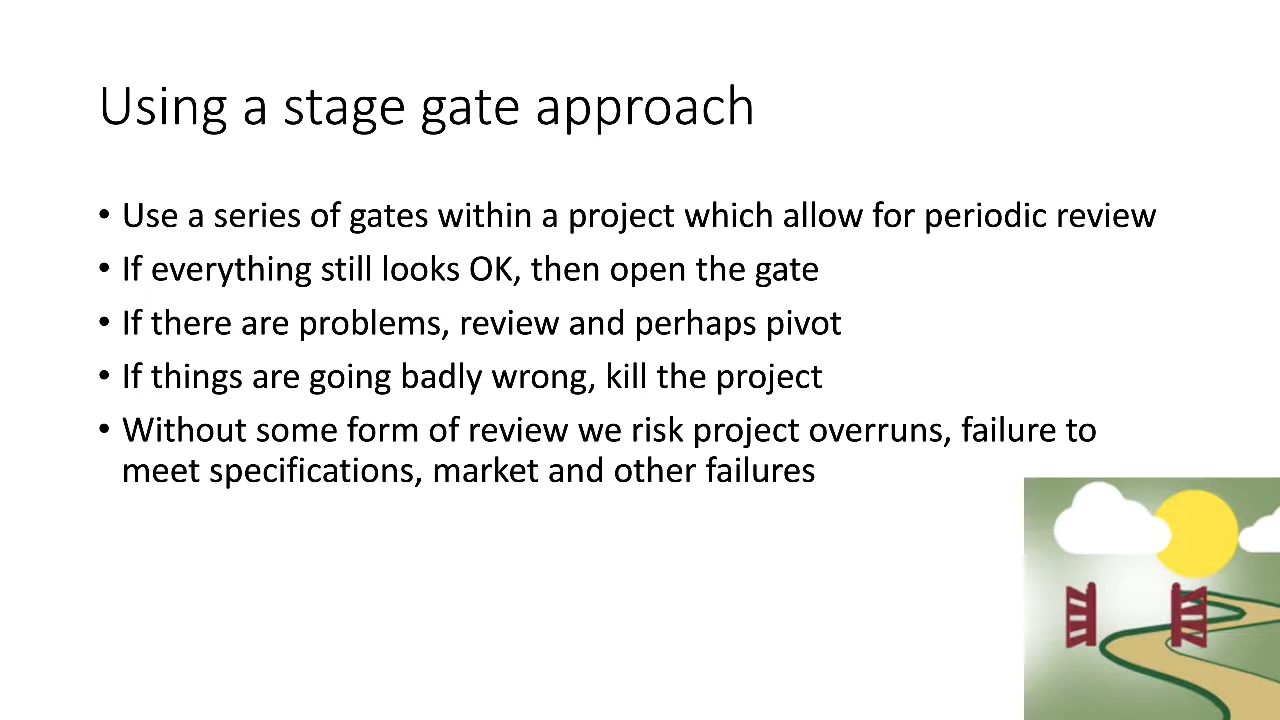 Using a stage gate approach
• Use a series of gates within a project which allow for periodic review
• If everything still looks OK, then open the gate
• If there are problems, review and perhaps pivot
• If things are going badly wrong, kill the project
• Without some form of review we risk project overruns, failure to
meet specifications, market and other failures